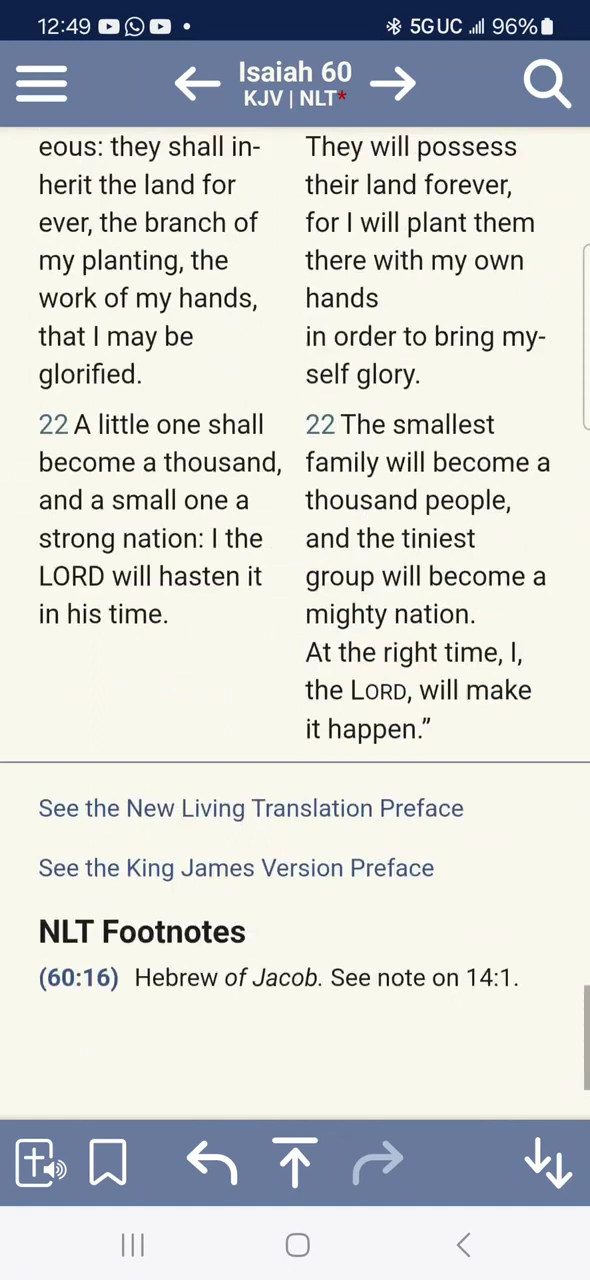 12:49 5G UC 96%
Isaiah 60
KJV | NLT*
eous: they shall in-
herit the land for
ever, the branch of
my planting, the
work of my hands,
that I may be
glorified.
22 A little one shall
become a thousand,
and a small one a
strong nation: I the
LORD will hasten it
in his time.
They will possess
their land forever,
for I will plant them
there with my own
hands
in order to bring my-
self glory.
22 The smallest
family will become a
thousand people,
and the tiniest
group will become a
mighty nation.
At the right time, I,
the LORD, will make
it happen.”
See the New Living Translation Preface
See the King James Version Preface
NLT Footnotes
(60:16) Hebrew of Jacob. See note on 14:1.